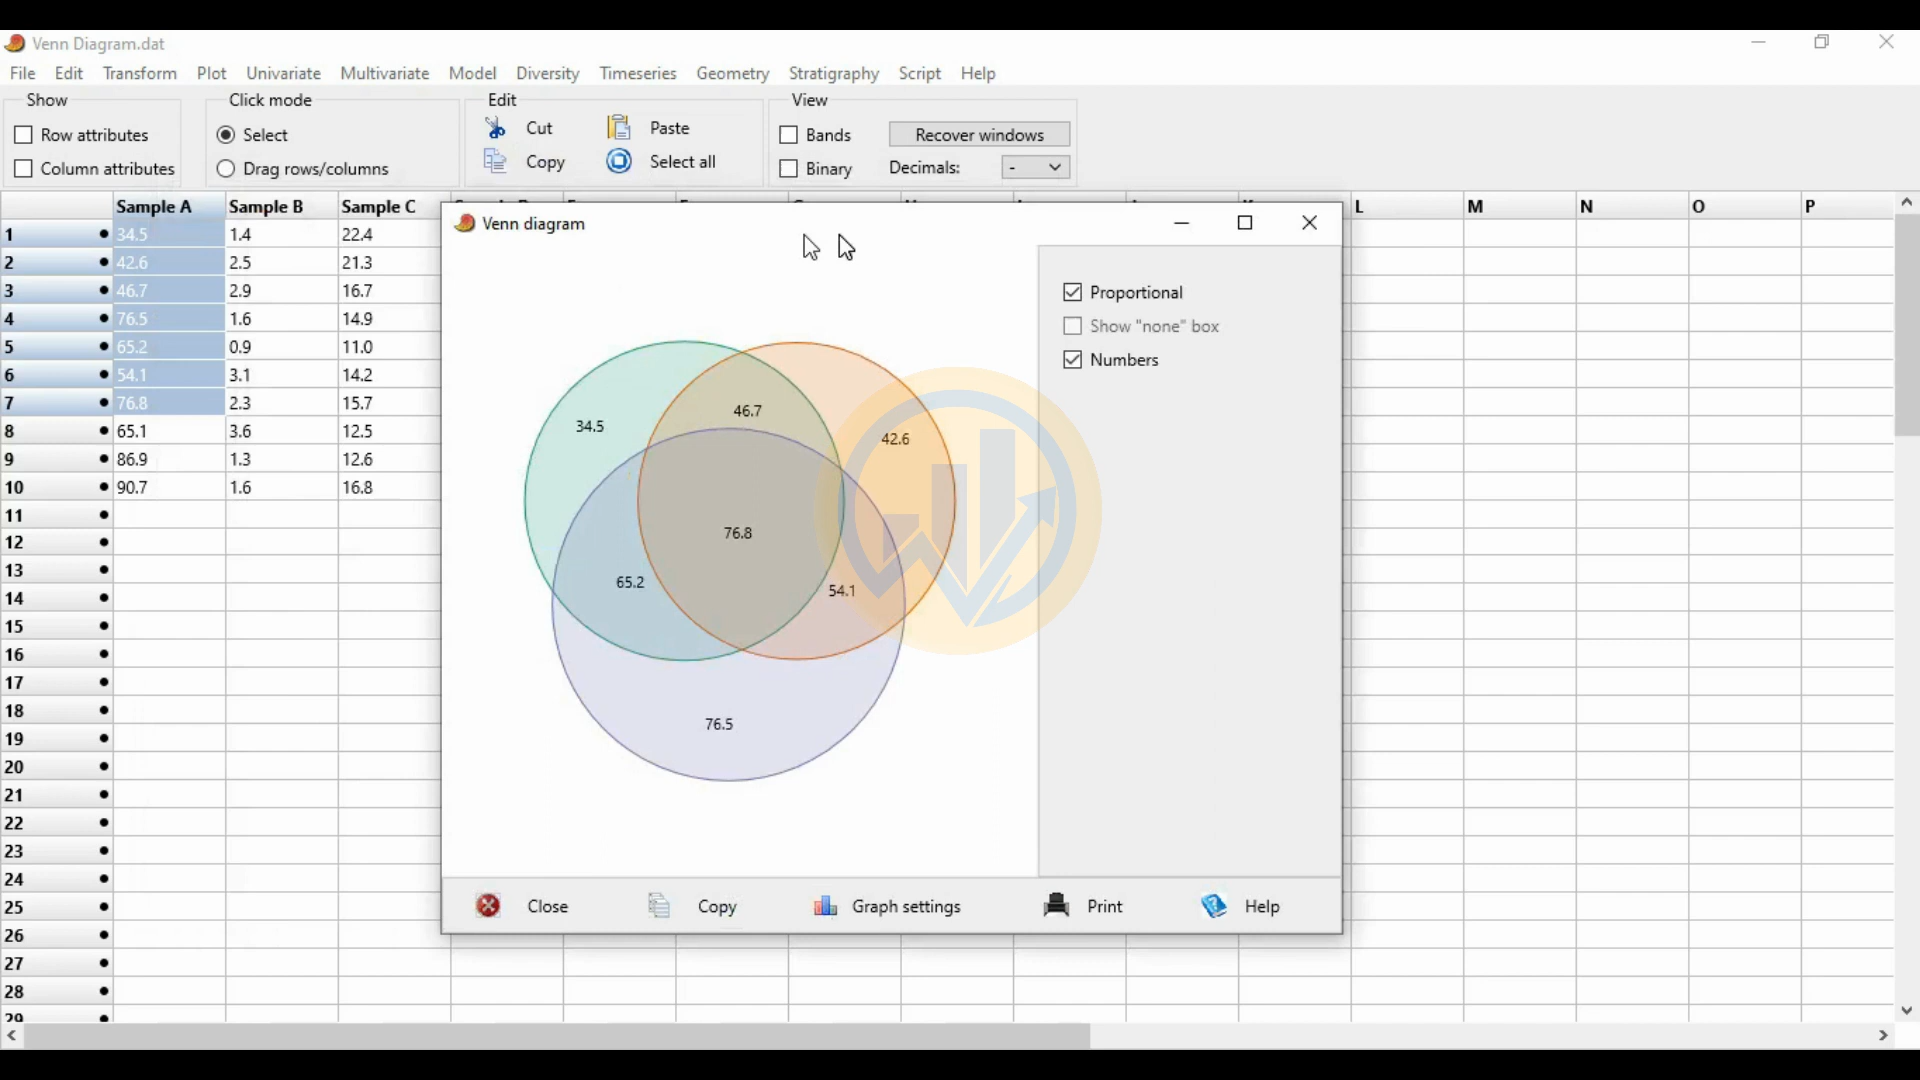 Venn Diagram.dat
File Edit Transform Plot Univariate Multivariate Model Diversity Timeseries Geometry Stratigraphy Script Help
Show Click mode Edit View
Row attributes Select Cut Paste Bands Recover windows
Column attributes Drag rows/columns Copy Select all Binary Decimals: -
Sample A Sample B Sample C L M N O P
1 34.5 1.4 22.4
2 42.6 2.5 21.3
3 46.7 2.9 16.7
4 76.5 1.6 14.9
5 65.2 0.9 11.0
6 54.1 3.1 14.2
7 76.8 2.3 15.7
8 65.1 3.6 12.5
9 86.9 1.3 12.6
10 90.7 1.6 16.8
11
12
13
14
15
16
17
18
19
20
21
22
23
24
25
26
27
28
29
Venn diagram
Proportional
Show "none" box
Numbers
34.5
46.7
42.6
76.8
65.2
54.1
76.5
Close Copy Graph settings Print Help